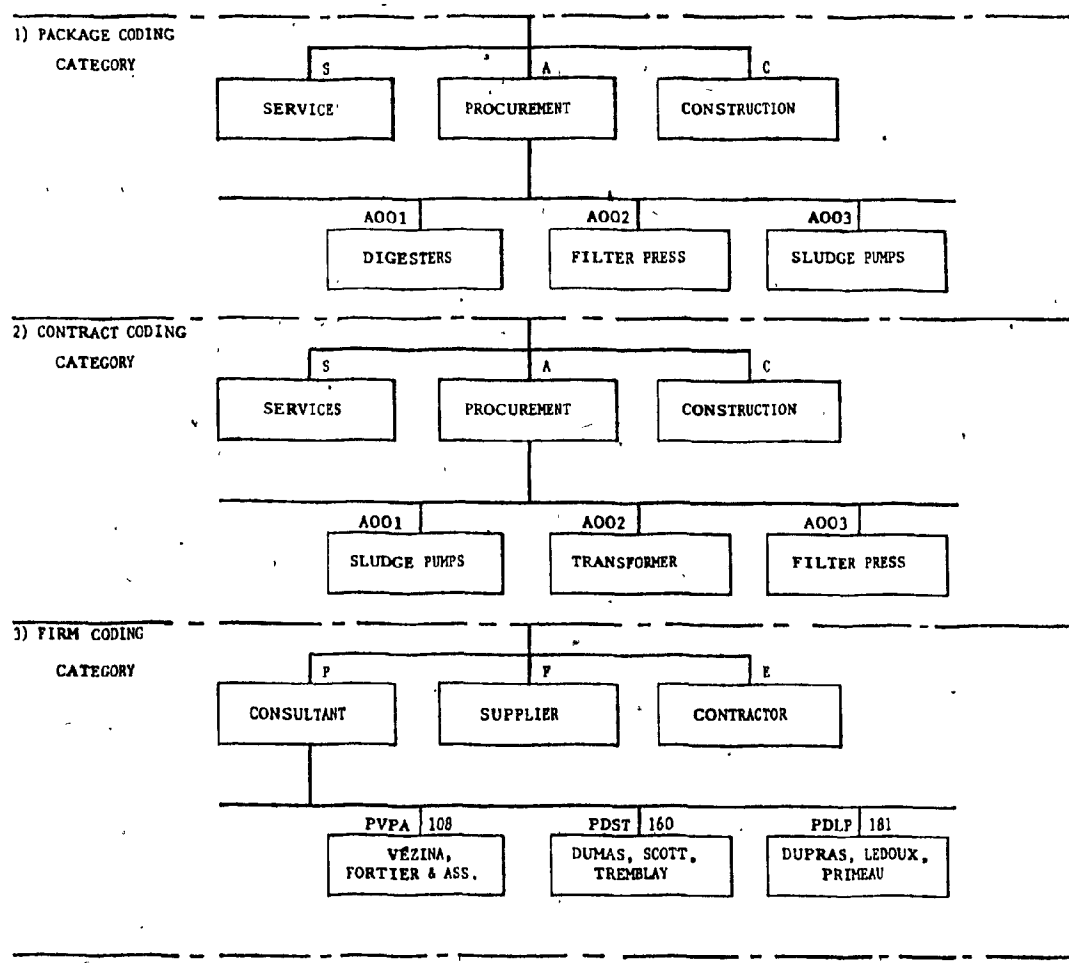 1) PACKAGE CODING
CATEGORY
S
A
C
SERVICE
PROCUREMENT
CONSTRUCTION
A001
A002
A003
DIGESTERS
FILTER PRESS
SLUDGE PUMPS
2) CONTRACT CODING
CATEGORY
S
A
C
SERVICES
PROCUREMENT
CONSTRUCTION
A001
A002
A003
SLUDGE PUMPS
TRANSFORMER
FILTER PRESS
3) FIRM CODING
CATEGORY
P
F
E
CONSULTANT
SUPPLIER
CONTRACTOR
PVPA 108
PDST 160
PDLP 181
VÉZINA,
FORTIER & ASS.
DUMAS, SCOTT,
TREMBLAY
DUPRAS, LEDOUX,
PRIMEAU